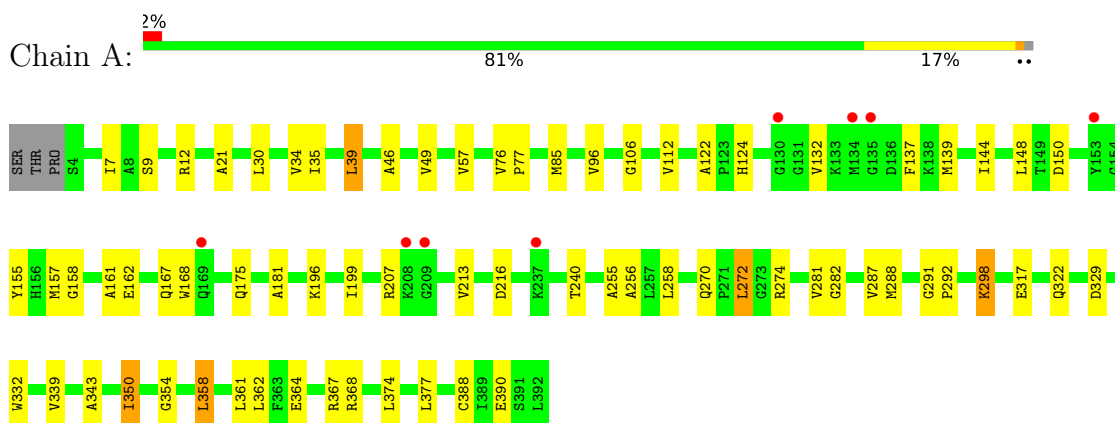 2%
Chain A:
81% 17% ••
SER THR PRO S4 I7 A8 S9 R12 A21 L30 V34 I35 L39 A46 V49 V57 V76 P77 M85 V96 G106 V112 A122 P123 H124 G130 G131 V132 K133 M134 G135 D136 F137 K138 M139 I144 L148 T149 D150 Y153 G154
Y155 H156 M157 G158 A161 E162 Q167 W168 Q169 Q175 A181 K196 I199 R207 K208 G209 V213 D216 K237 T240 A255 A256 L257 L258 Q270 P271 L272 G273 R274 V281 G282 V287 M288 G291 P292 K298 E317 Q322 D329
W332 V339 A343 I350 G354 L358 L361 L362 F363 E364 R367 R368 L374 L377 C388 I389 E390 S391 L392